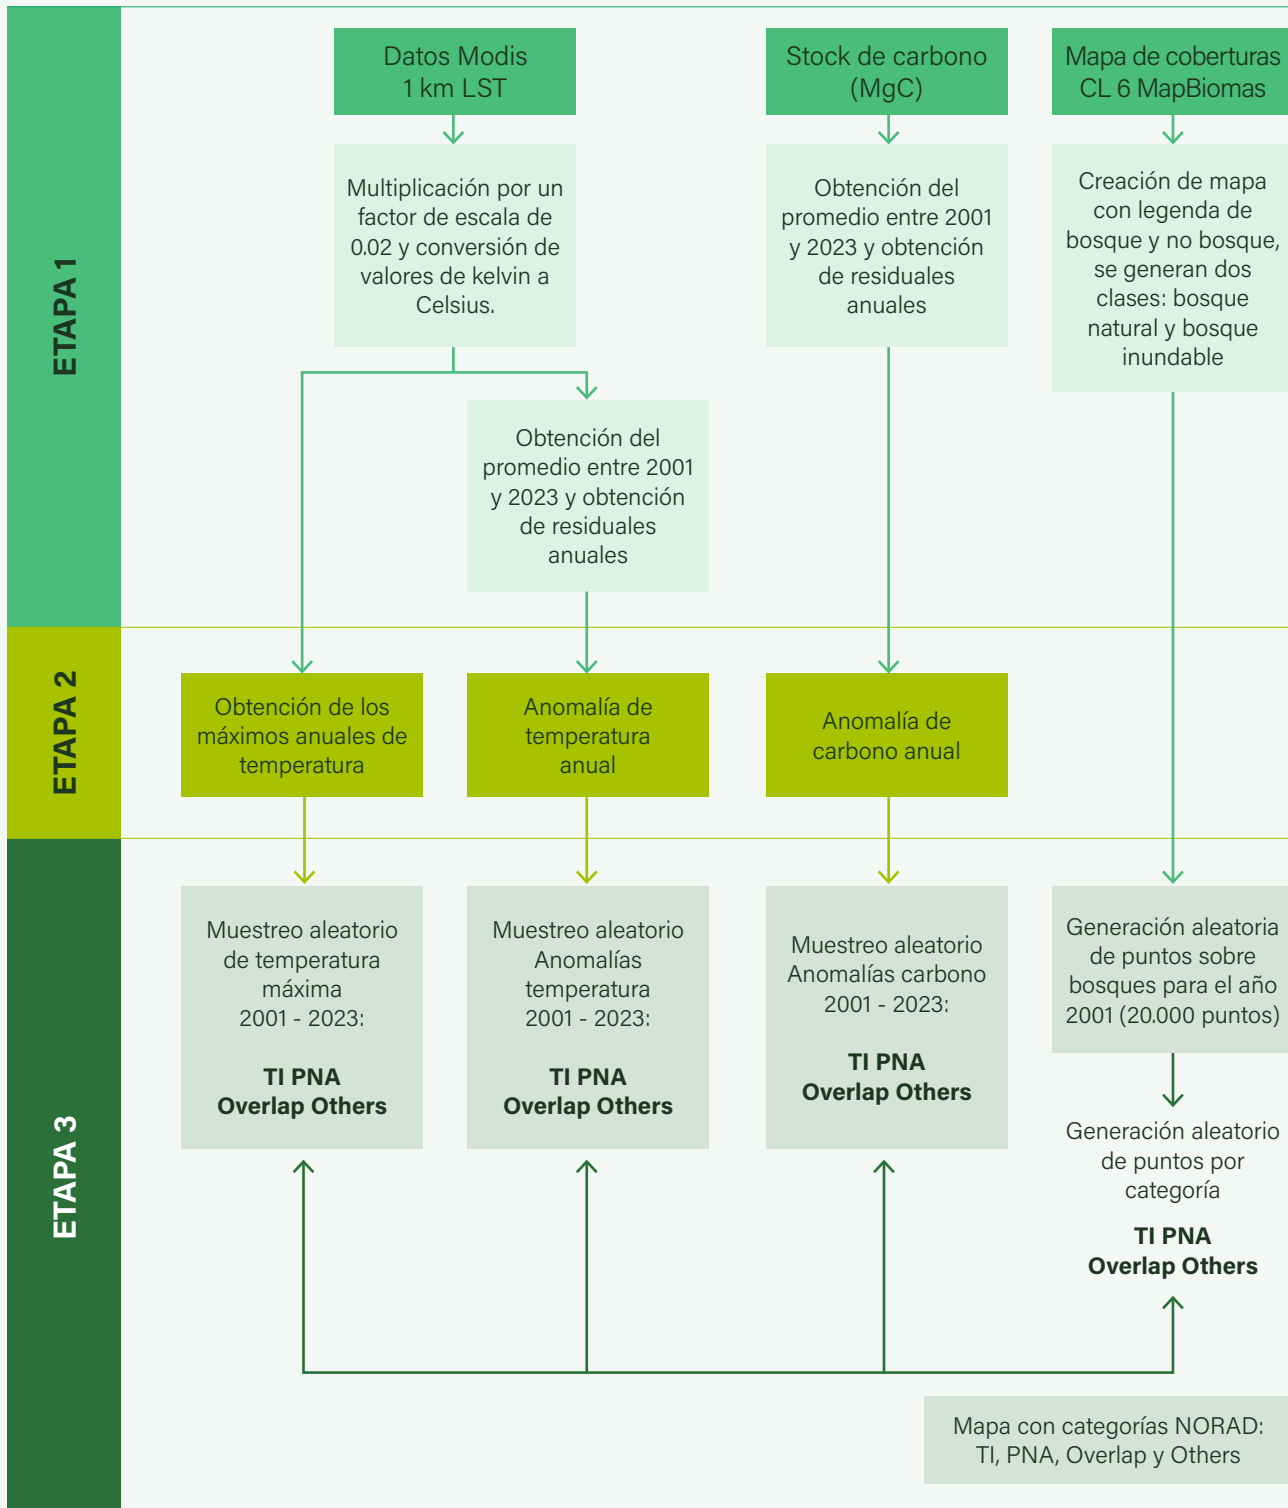 ETAPA 1
Datos Modis
1 km LST
Stock de carbono
(MgC)
Mapa de coberturas
CL 6 MapBiomas
Multiplicación por un
factor de escala de
0.02 y conversión de
valores de kelvin a
Celsius.
Obtención del
promedio entre 2001
y 2023 y obtención
de residuales
anuales
Creación de mapa
con legenda de
bosque y no bosque,
se generan dos
clases: bosque
natural y bosque
inundable
Obtención del
promedio entre 2001
y 2023 y obtención
de residuales
anuales
ETAPA 2
Obtención de los
máximos anuales de
temperatura
Anomalía de
temperatura
anual
Anomalía de
carbono anual
ETAPA 3
Muestreo aleatorio
de temperatura
máxima
2001 - 2023:
TI PNA
Overlap Others
Muestreo aleatorio
Anomalías
temperatura
2001 - 2023:
TI PNA
Overlap Others
Muestreo aleatorio
Anomalías carbono
2001 - 2023:
TI PNA
Overlap Others
Generación aleatoria
de puntos sobre
bosques para el año
2001 (20.000 puntos)
Generación aleatorio
de puntos por
categoría
TI PNA
Overlap Others
Mapa con categorías NORAD:
TI, PNA, Overlap y Others